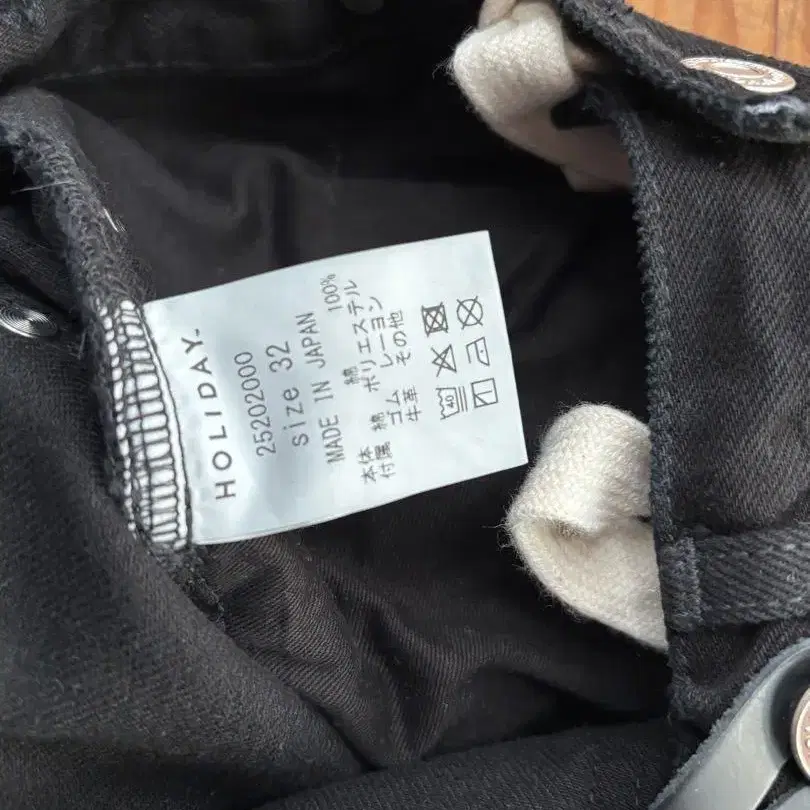 HOLIDAY.
25202000
size 32
MADE IN JAPAN
本体 綿 100%
付属 綿 ポリエステル
ゴム レーヨン
牛革 その他
40